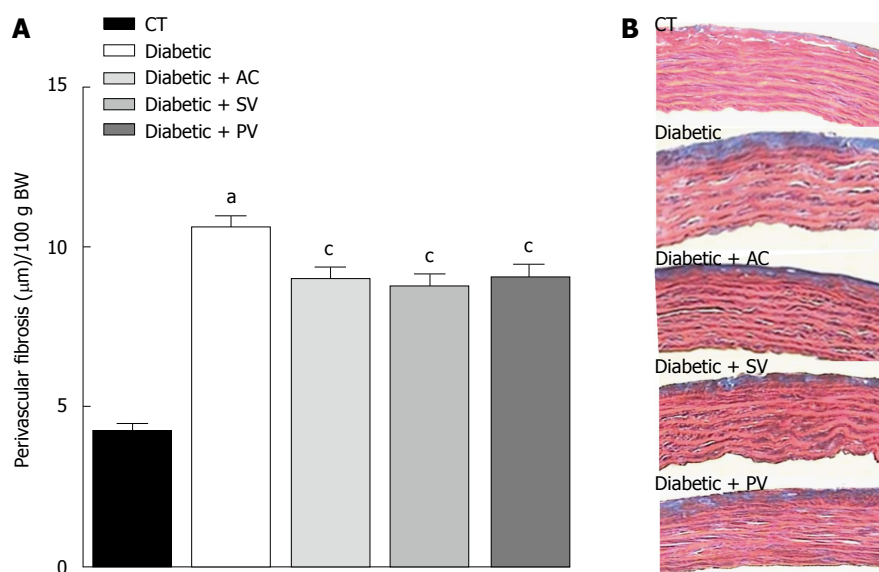 A
CT
Diabetic
Diabetic + AC
Diabetic + SV
Diabetic + PV
Perivascular fibrosis (μm)/100 g BW
15
10
5
0
a
c
c
c
B
CT
Diabetic
Diabetic + AC
Diabetic + SV
Diabetic + PV